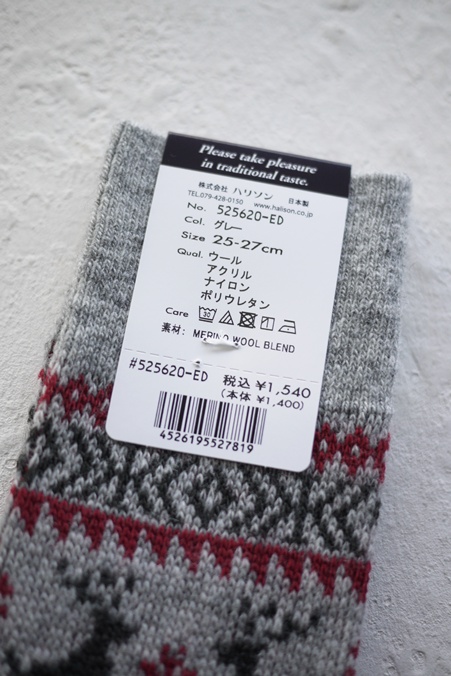 Please take pleasure
in traditional taste.
株式会社 ハリソン 日本製
TEL.079-428-0150 www.halison.co.jp
No. 525620-ED
Col. グレー
Size 25-27cm
Qual. ウール
アクリル
ナイロン
ポリウレタン
Care 30
素材: MERINO WOOL BLEND
#525620-ED 税込 ¥1,540
(本体 ¥1,400)
4526195527819